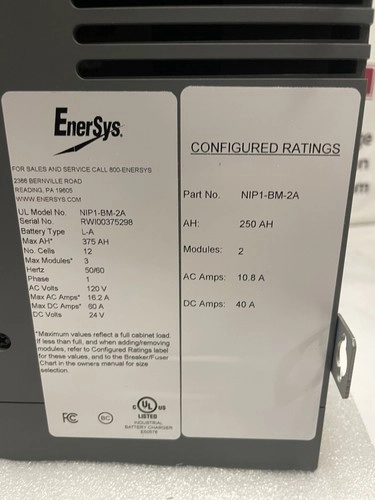 EnerSys
FOR SALES AND SERVICE CALL 800-ENERSYS
2366 BERNVILLE ROAD
READING, PA 19605
WWW.ENERSYS.COM
UL Model No. NIP1-BM-2A
Serial No. RWI00375298
Battery Type L-A
Max AH* 375 AH
No. Cells 12
Max Modules* 3
Hertz 50/60
Phase 1
AC Volts 120 V
Max AC Amps* 16.2 A
Max DC Amps* 60 A
DC Volts 24 V
*Maximum values reflect a full cabinet load.
If less than full, and when adding/removing
modules, refer to Configured Ratings label
for these values, and to the Breaker/Fuser
Chart in the owners manual for size
selection.
FC
BC
C UL US
LISTED
INDUSTRIAL
BATTERY CHARGER
CONFIGURED RATINGS
Part No. NIP1-BM-2A
AH: 250 AH
Modules: 2
AC Amps: 10.8 A
DC Amps: 40 A